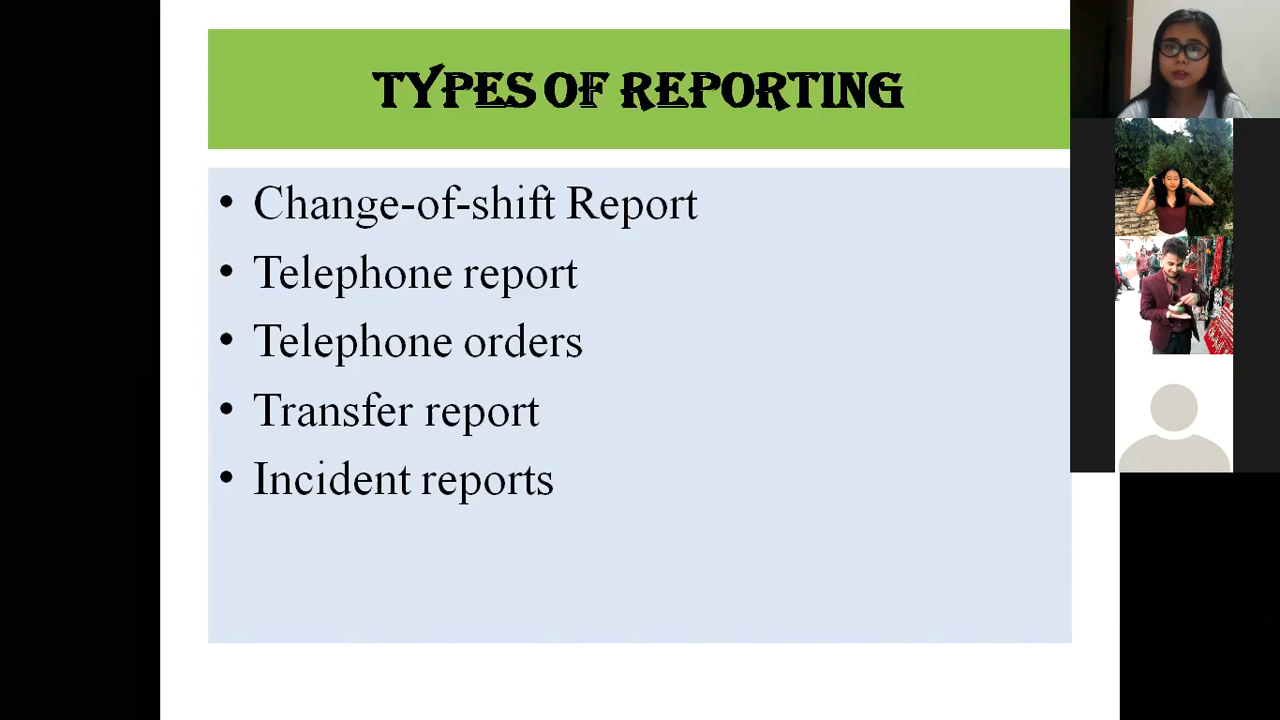 TYPES OF REPORTING
• Change-of-shift Report
• Telephone report
• Telephone orders
• Transfer report
• Incident reports